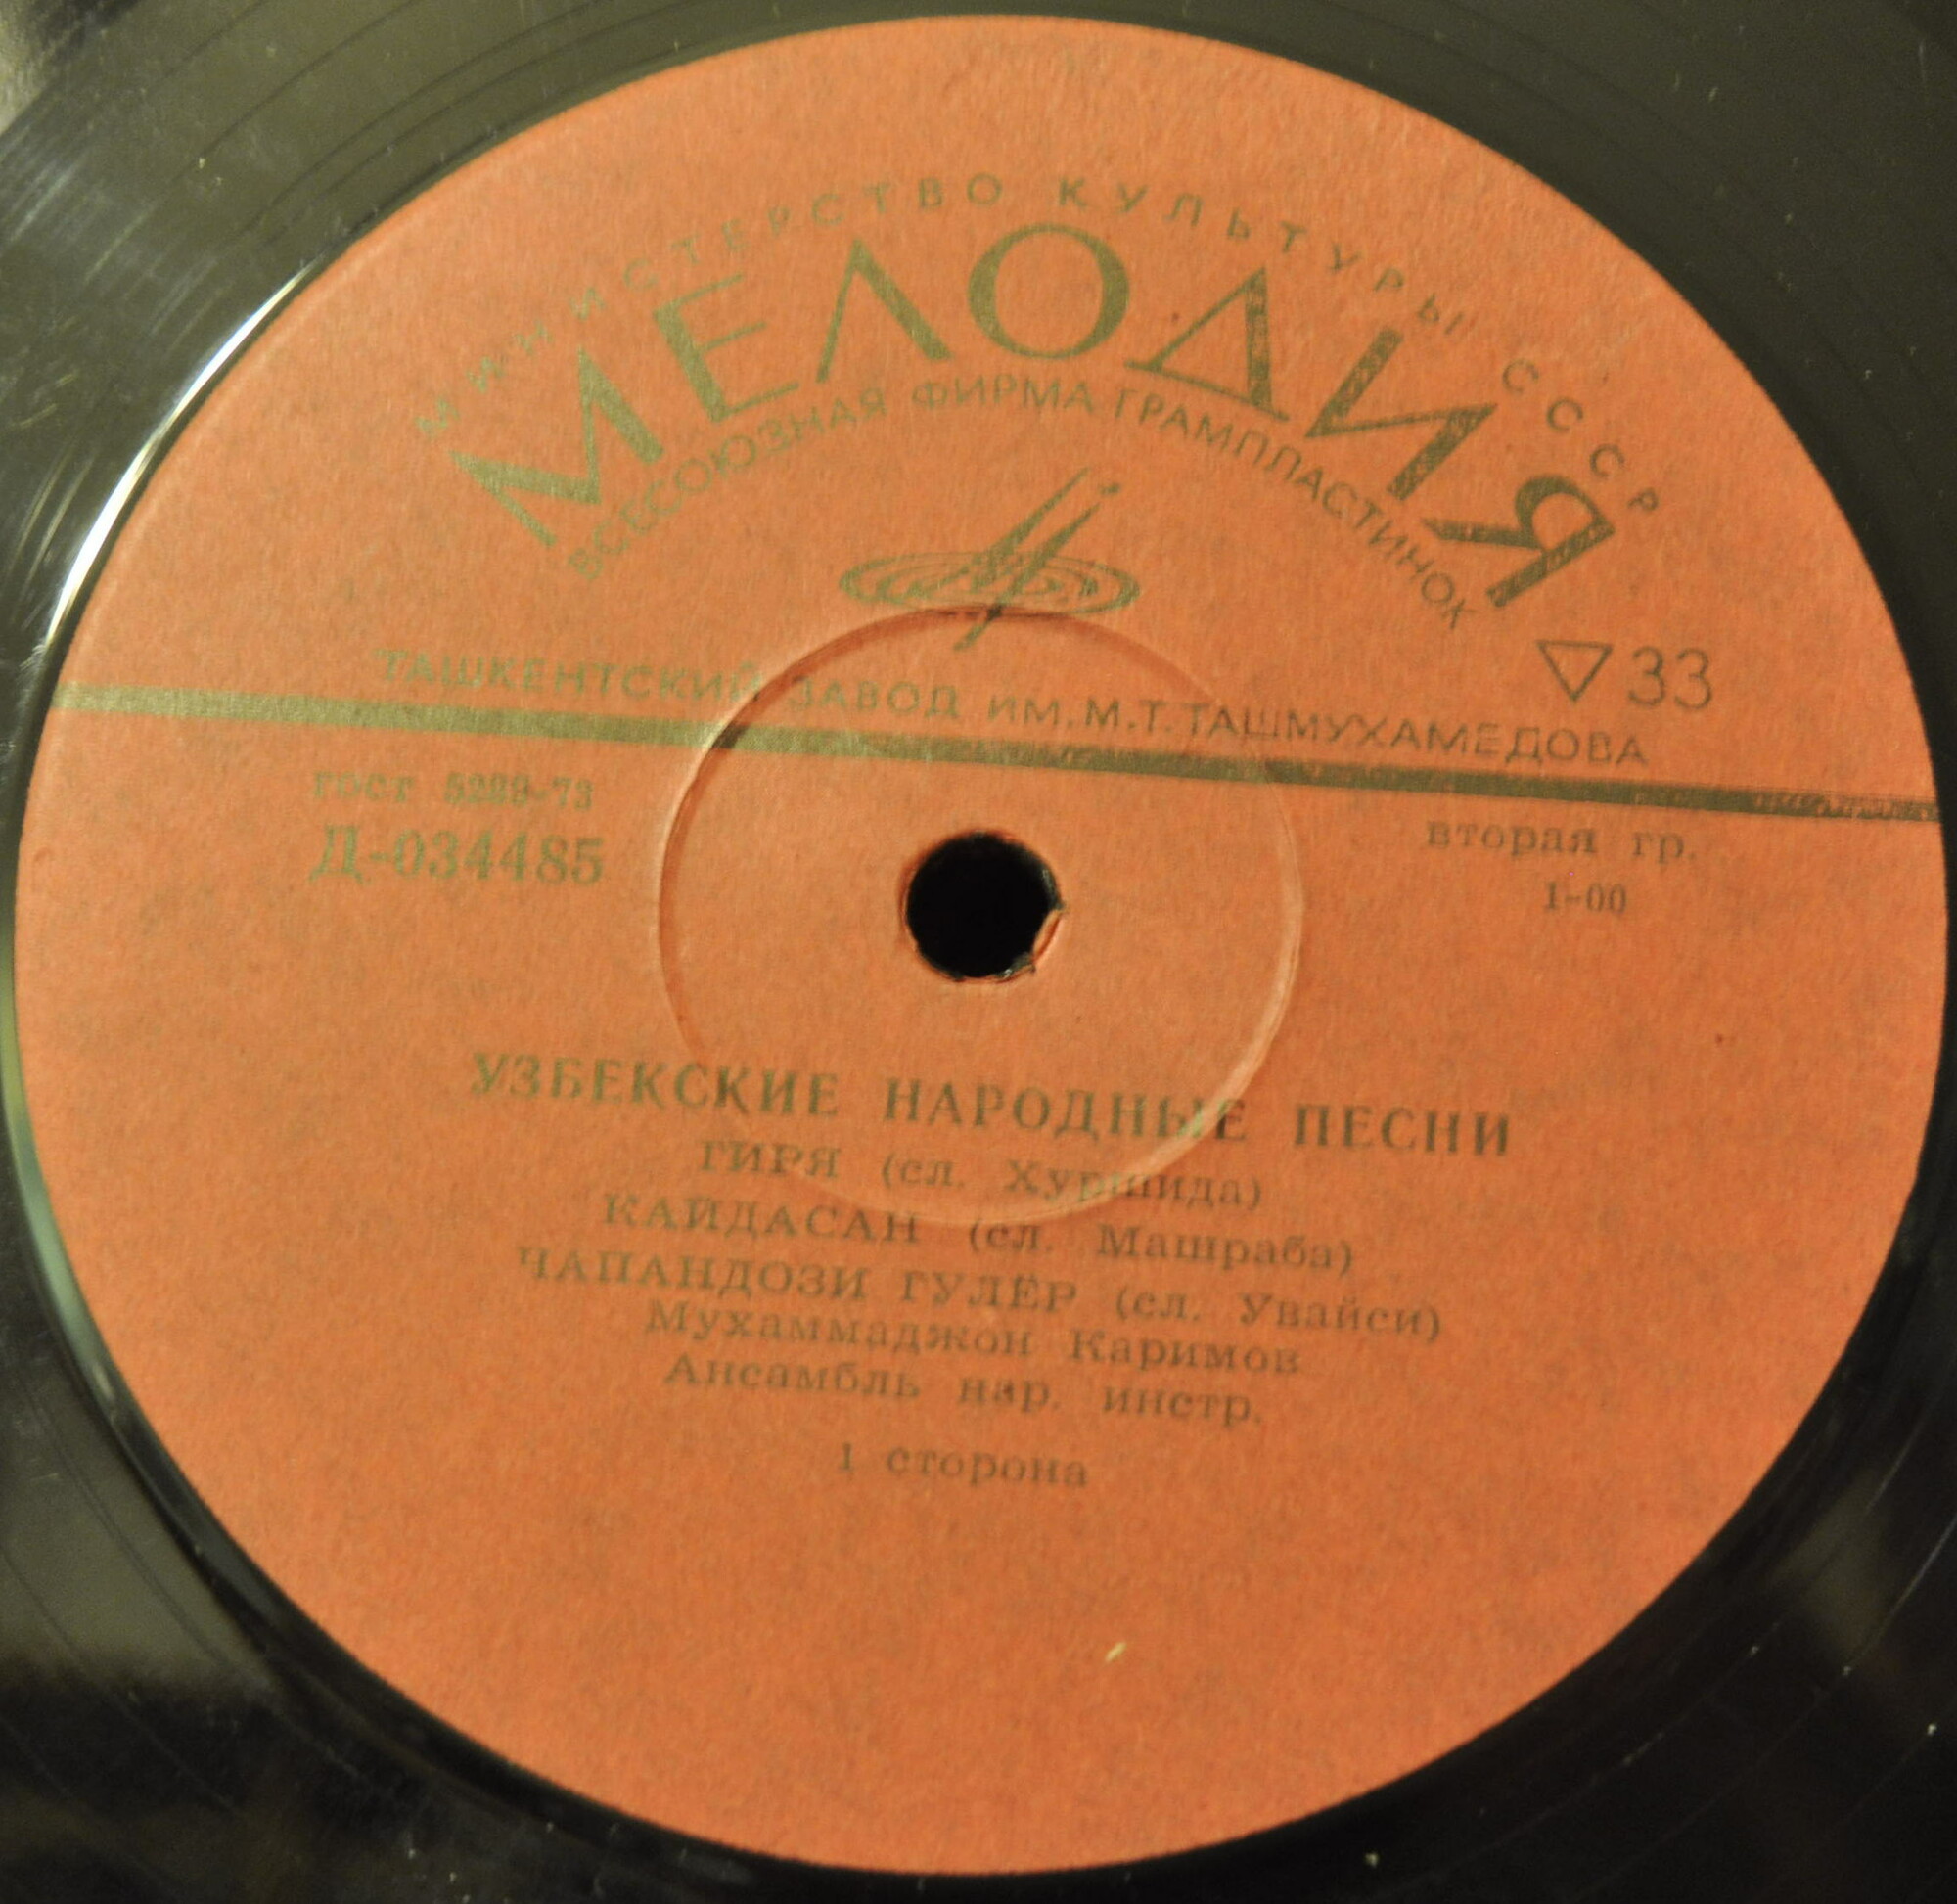 МИНИСТЕРСТВО КУЛЬТУРЫ СССР
МЕЛОДИЯ
ВСЕСОЮЗНАЯ ФИРМА ГРАМПЛАСТИНОК
33
ТАШКЕНТСКИЙ ЗАВОД ИМ. М.Т. ТАШМУХАМЕДОВА
ГОСТ 5289-73
Д-034485
вторая гр.
1-00
УЗБЕКСКИЕ НАРОДНЫЕ ПЕСНИ
ГИРЯ (сл. Хуршида)
КАЙДАСАН (сл. Машраба)
ЧАПАНДОЗИ ГУЛЁР (сл. Увайси)
Мухаммаджон Каримов
Ансамбль нар. инстр.
1 сторона